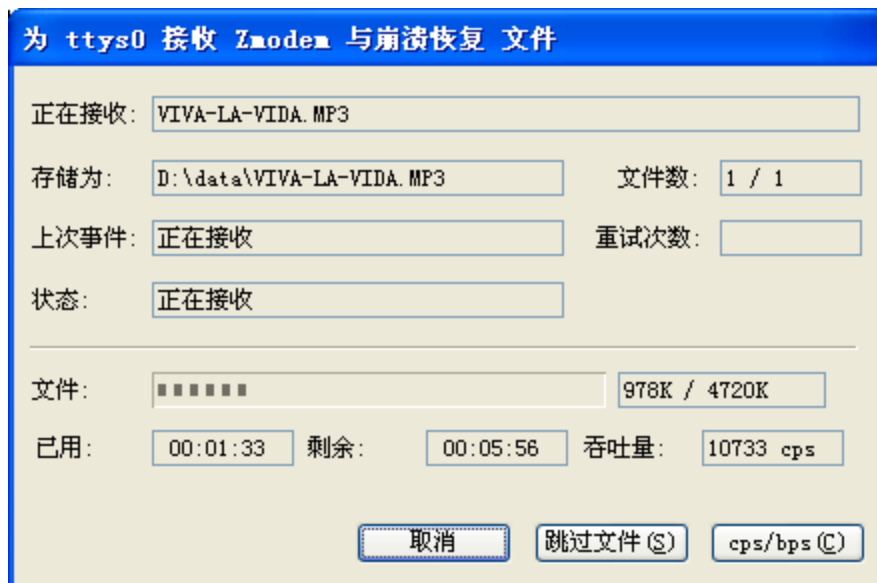 为 ttys0 接收 Zmodem 与崩溃恢复 文件
正在接收: VIVA-LA-VIDA.MP3
存储为: D:\data\VIVA-LA-VIDA.MP3 文件数: 1 / 1
上次事件: 正在接收 重试次数:
状态: 正在接收
文件: 978K / 4720K
已用: 00:01:33 剩余: 00:05:56 吞吐量: 10733 cps
取消 跳过文件(S) cps/bps(C)